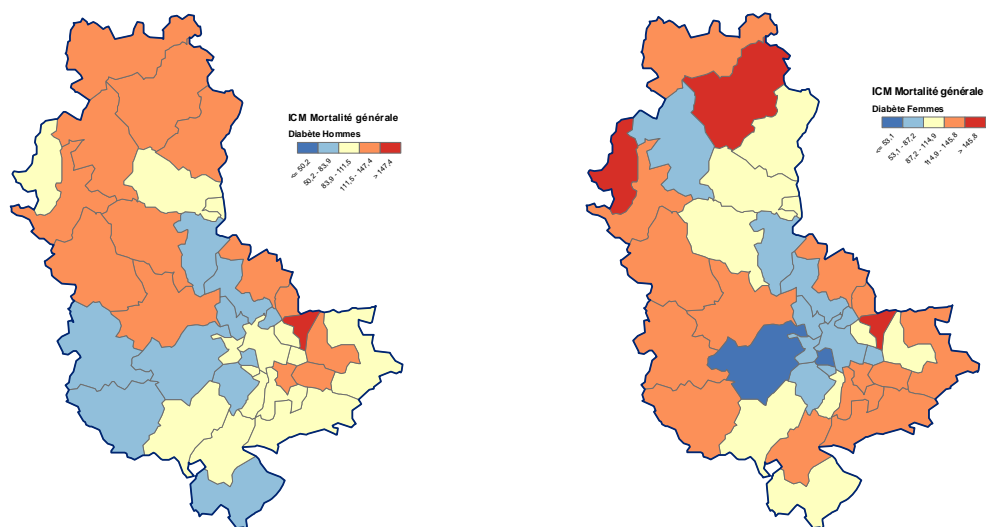 ICM Mortalité générale
Diabète Hommes
<= 50,2
50,2 - 83,9
83,9 - 111,5
111,5 - 147,4
> 147,4
ICM Mortalité générale
Diabète Femmes
<= 53,1
53,1 - 87,2
87,2 - 114,9
114,9 - 145,8
> 145,8